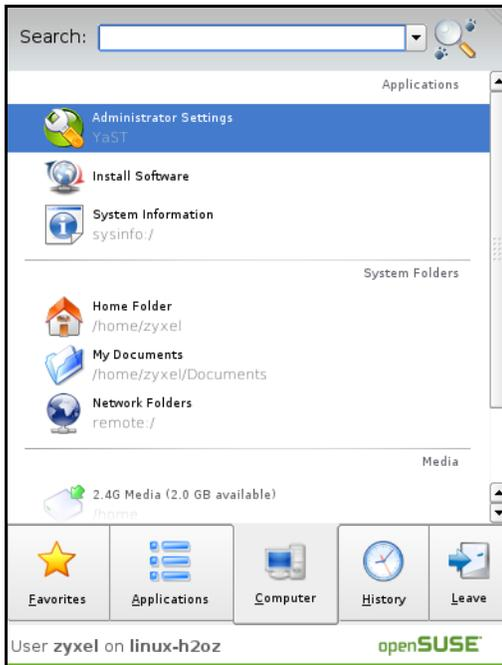 Search:
Applications
Administrator Settings
YaST
Install Software
System Information
sysinfo:/
System Folders
Home Folder
/home/zyxel
My Documents
/home/zyxel/Documents
Network Folders
remote:/
Media
2.4G Media (2.0 GB available)
/home
Favorites
Applications
Computer
History
Leave
User zyxel on linux-h2oz
openSUSE